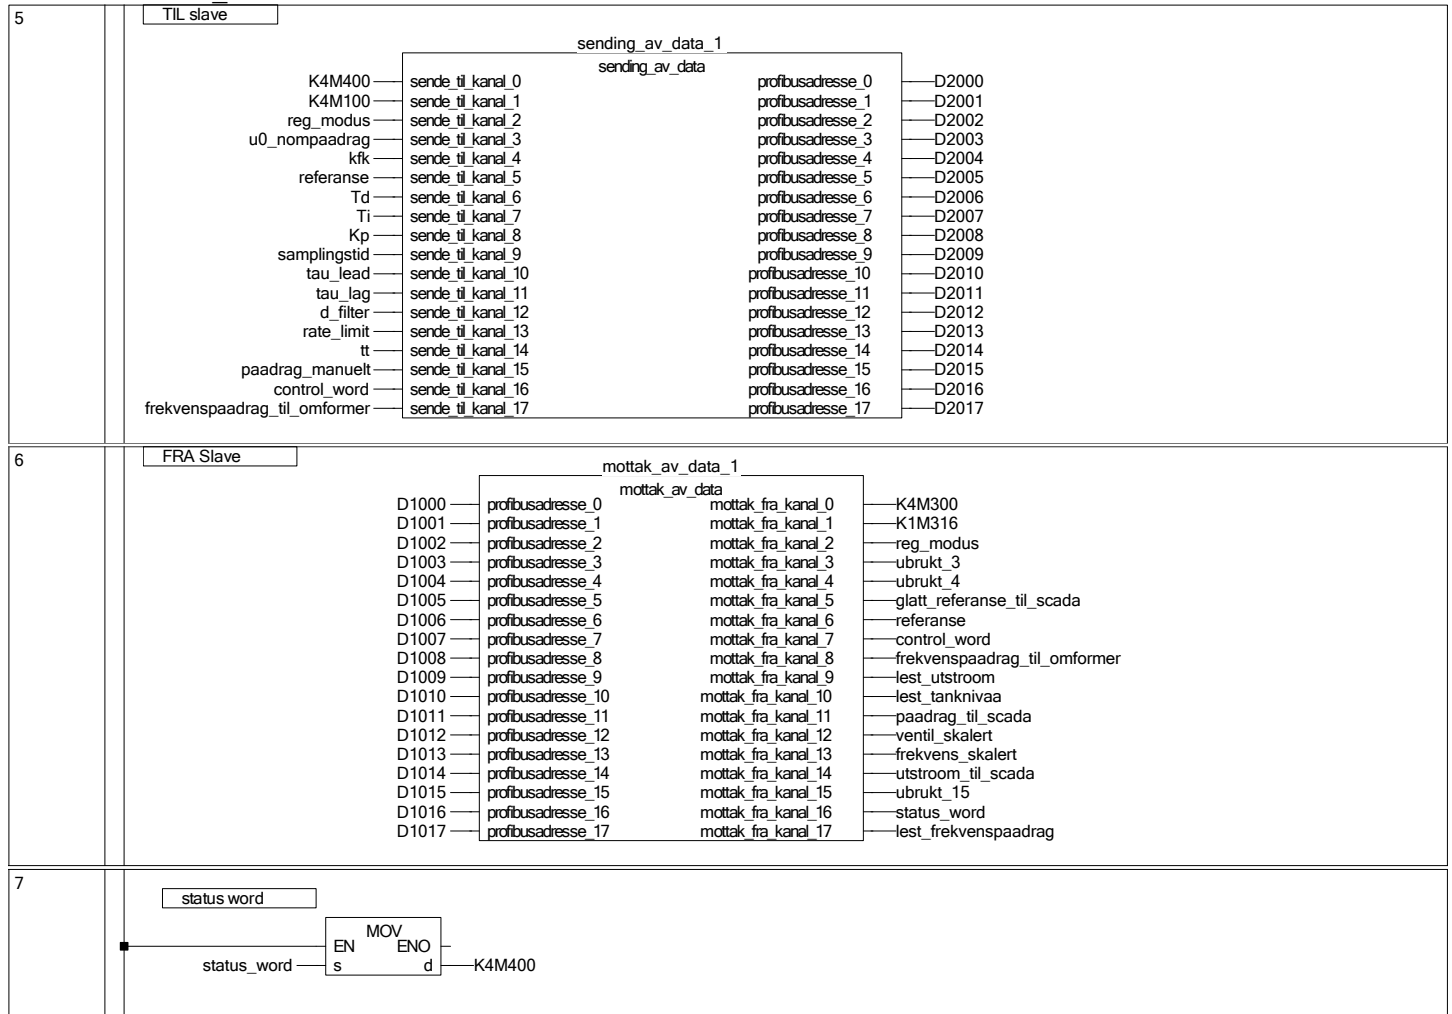 5
TIL slave
sending_av_data_1
sending_av_data
K4M400 sende_til_kanal_0 profibusadresse_0 D2000
K4M100 sende_til_kanal_1 profibusadresse_1 D2001
reg_modus sende_til_kanal_2 profibusadresse_2 D2002
u0_nompaadrag sende_til_kanal_3 profibusadresse_3 D2003
kfk sende_til_kanal_4 profibusadresse_4 D2004
referanse sende_til_kanal_5 profibusadresse_5 D2005
Td sende_til_kanal_6 profibusadresse_6 D2006
Ti sende_til_kanal_7 profibusadresse_7 D2007
Kp sende_til_kanal_8 profibusadresse_8 D2008
samplingstid sende_til_kanal_9 profibusadresse_9 D2009
tau_lead sende_til_kanal_10 profibusadresse_10 D2010
tau_lag sende_til_kanal_11 profibusadresse_11 D2011
d_filter sende_til_kanal_12 profibusadresse_12 D2012
rate_limit sende_til_kanal_13 profibusadresse_13 D2013
tt sende_til_kanal_14 profibusadresse_14 D2014
paadrag_manuelt sende_til_kanal_15 profibusadresse_15 D2015
control_word sende_til_kanal_16 profibusadresse_16 D2016
frekvenspaadrag_til_omformer sende_til_kanal_17 profibusadresse_17 D2017
6
FRA Slave
mottak_av_data_1
mottak_av_data
D1000 profibusadresse_0 mottak_fra_kanal_0 K4M300
D1001 profibusadresse_1 mottak_fra_kanal_1 K1M316
D1002 profibusadresse_2 mottak_fra_kanal_2 reg_modus
D1003 profibusadresse_3 mottak_fra_kanal_3 ubrukt_3
D1004 profibusadresse_4 mottak_fra_kanal_4 ubrukt_4
D1005 profibusadresse_5 mottak_fra_kanal_5 glatt_referanse_til_scada
D1006 profibusadresse_6 mottak_fra_kanal_6 referanse
D1007 profibusadresse_7 mottak_fra_kanal_7 control_word
D1008 profibusadresse_8 mottak_fra_kanal_8 frekvenspaadrag_til_omformer
D1009 profibusadresse_9 mottak_fra_kanal_9 lest_utstroom
D1010 profibusadresse_10 mottak_fra_kanal_10 lest_tanknivaa
D1011 profibusadresse_11 mottak_fra_kanal_11 paadrag_til_scada
D1012 profibusadresse_12 mottak_fra_kanal_12 ventil_skalert
D1013 profibusadresse_13 mottak_fra_kanal_13 frekvens_skalert
D1014 profibusadresse_14 mottak_fra_kanal_14 utstroom_til_scada
D1015 profibusadresse_15 mottak_fra_kanal_15 ubrukt_15
D1016 profibusadresse_16 mottak_fra_kanal_16 status_word
D1017 profibusadresse_17 mottak_fra_kanal_17 lest_frekvenspaadrag
7
status word
MOV
EN ENO
status_word s d K4M400